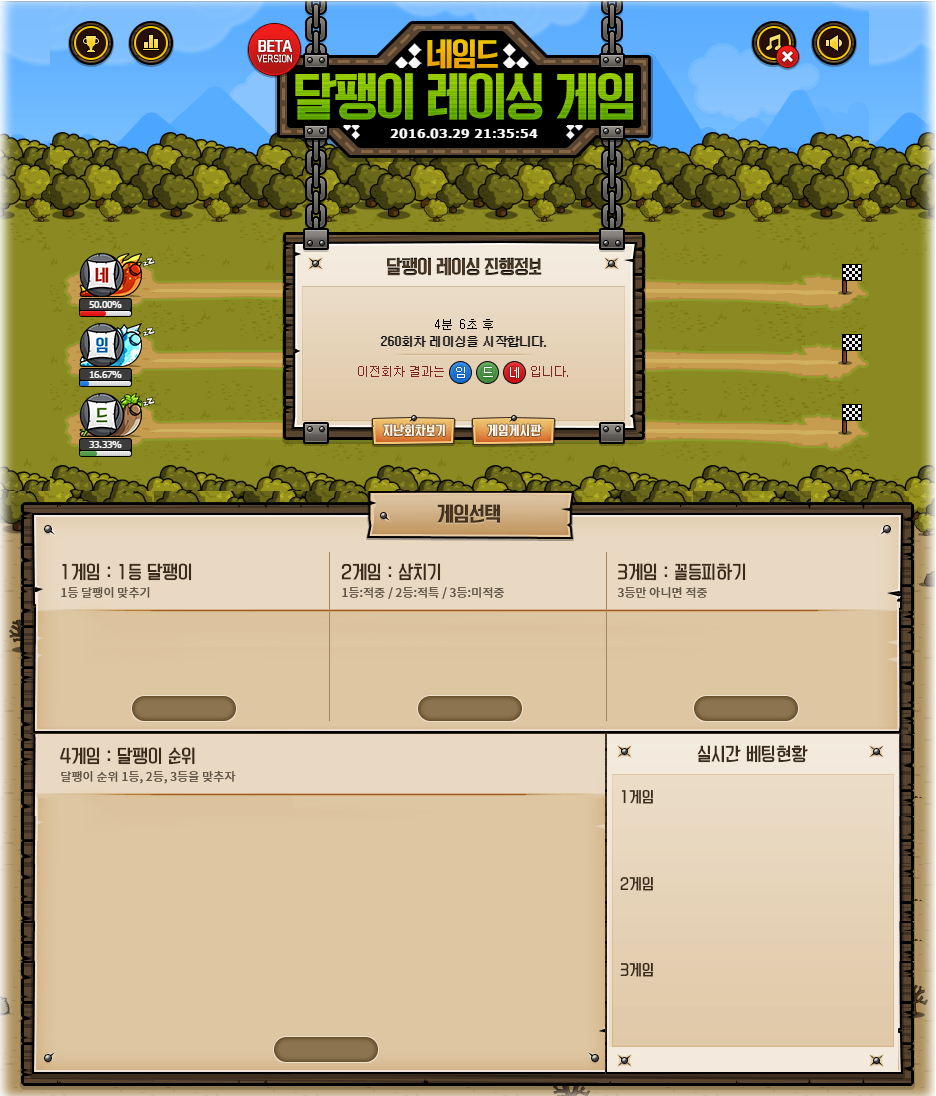 BETA
VERSION
네임드
달팽이 레이싱 게임
2016.03.29 21:35:54
네
50.00%
임
16.67%
드
33.33%
zz
zz
zz
달팽이 레이싱 진행정보
4분 6초 후
260회차 레이싱을 시작합니다.
이전회차 결과는 임 드 네 입니다.
지난회차보기
게임게시판
게임선택
1게임 : 1등 달팽이
1등 달팽이 맞추기
2게임 : 삼치기
1등:적중 / 2등:적특 / 3등:미적중
3게임 : 꼴등피하기
3등만 아니면 적중
4게임 : 달팽이 순위
달팽이 순위 1등, 2등, 3등을 맞추자
실시간 베팅현황
1게임
2게임
3게임